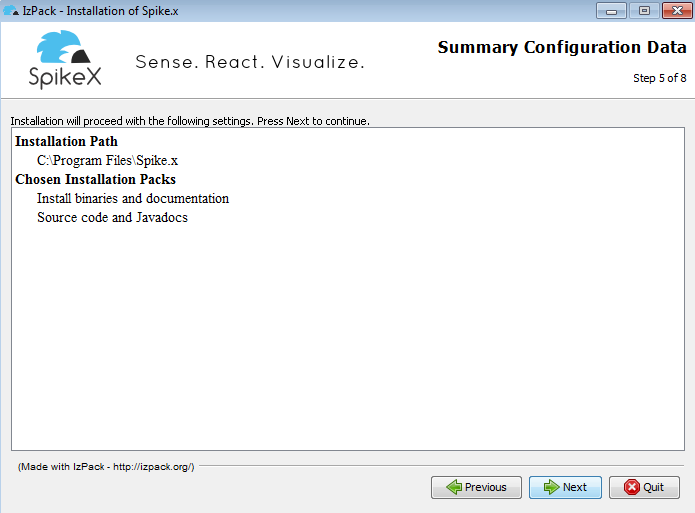 IzPack - Installation of Spike.x
SpikeX
Sense. React. Visualize.
Summary Configuration Data
Step 5 of 8
Installation will proceed with the following settings. Press Next to continue.
Installation Path
C:\Program Files\Spike.x
Chosen Installation Packs
Install binaries and documentation
Source code and Javadocs
(Made with IzPack - http://izpack.org/)
Previous
Next
Quit